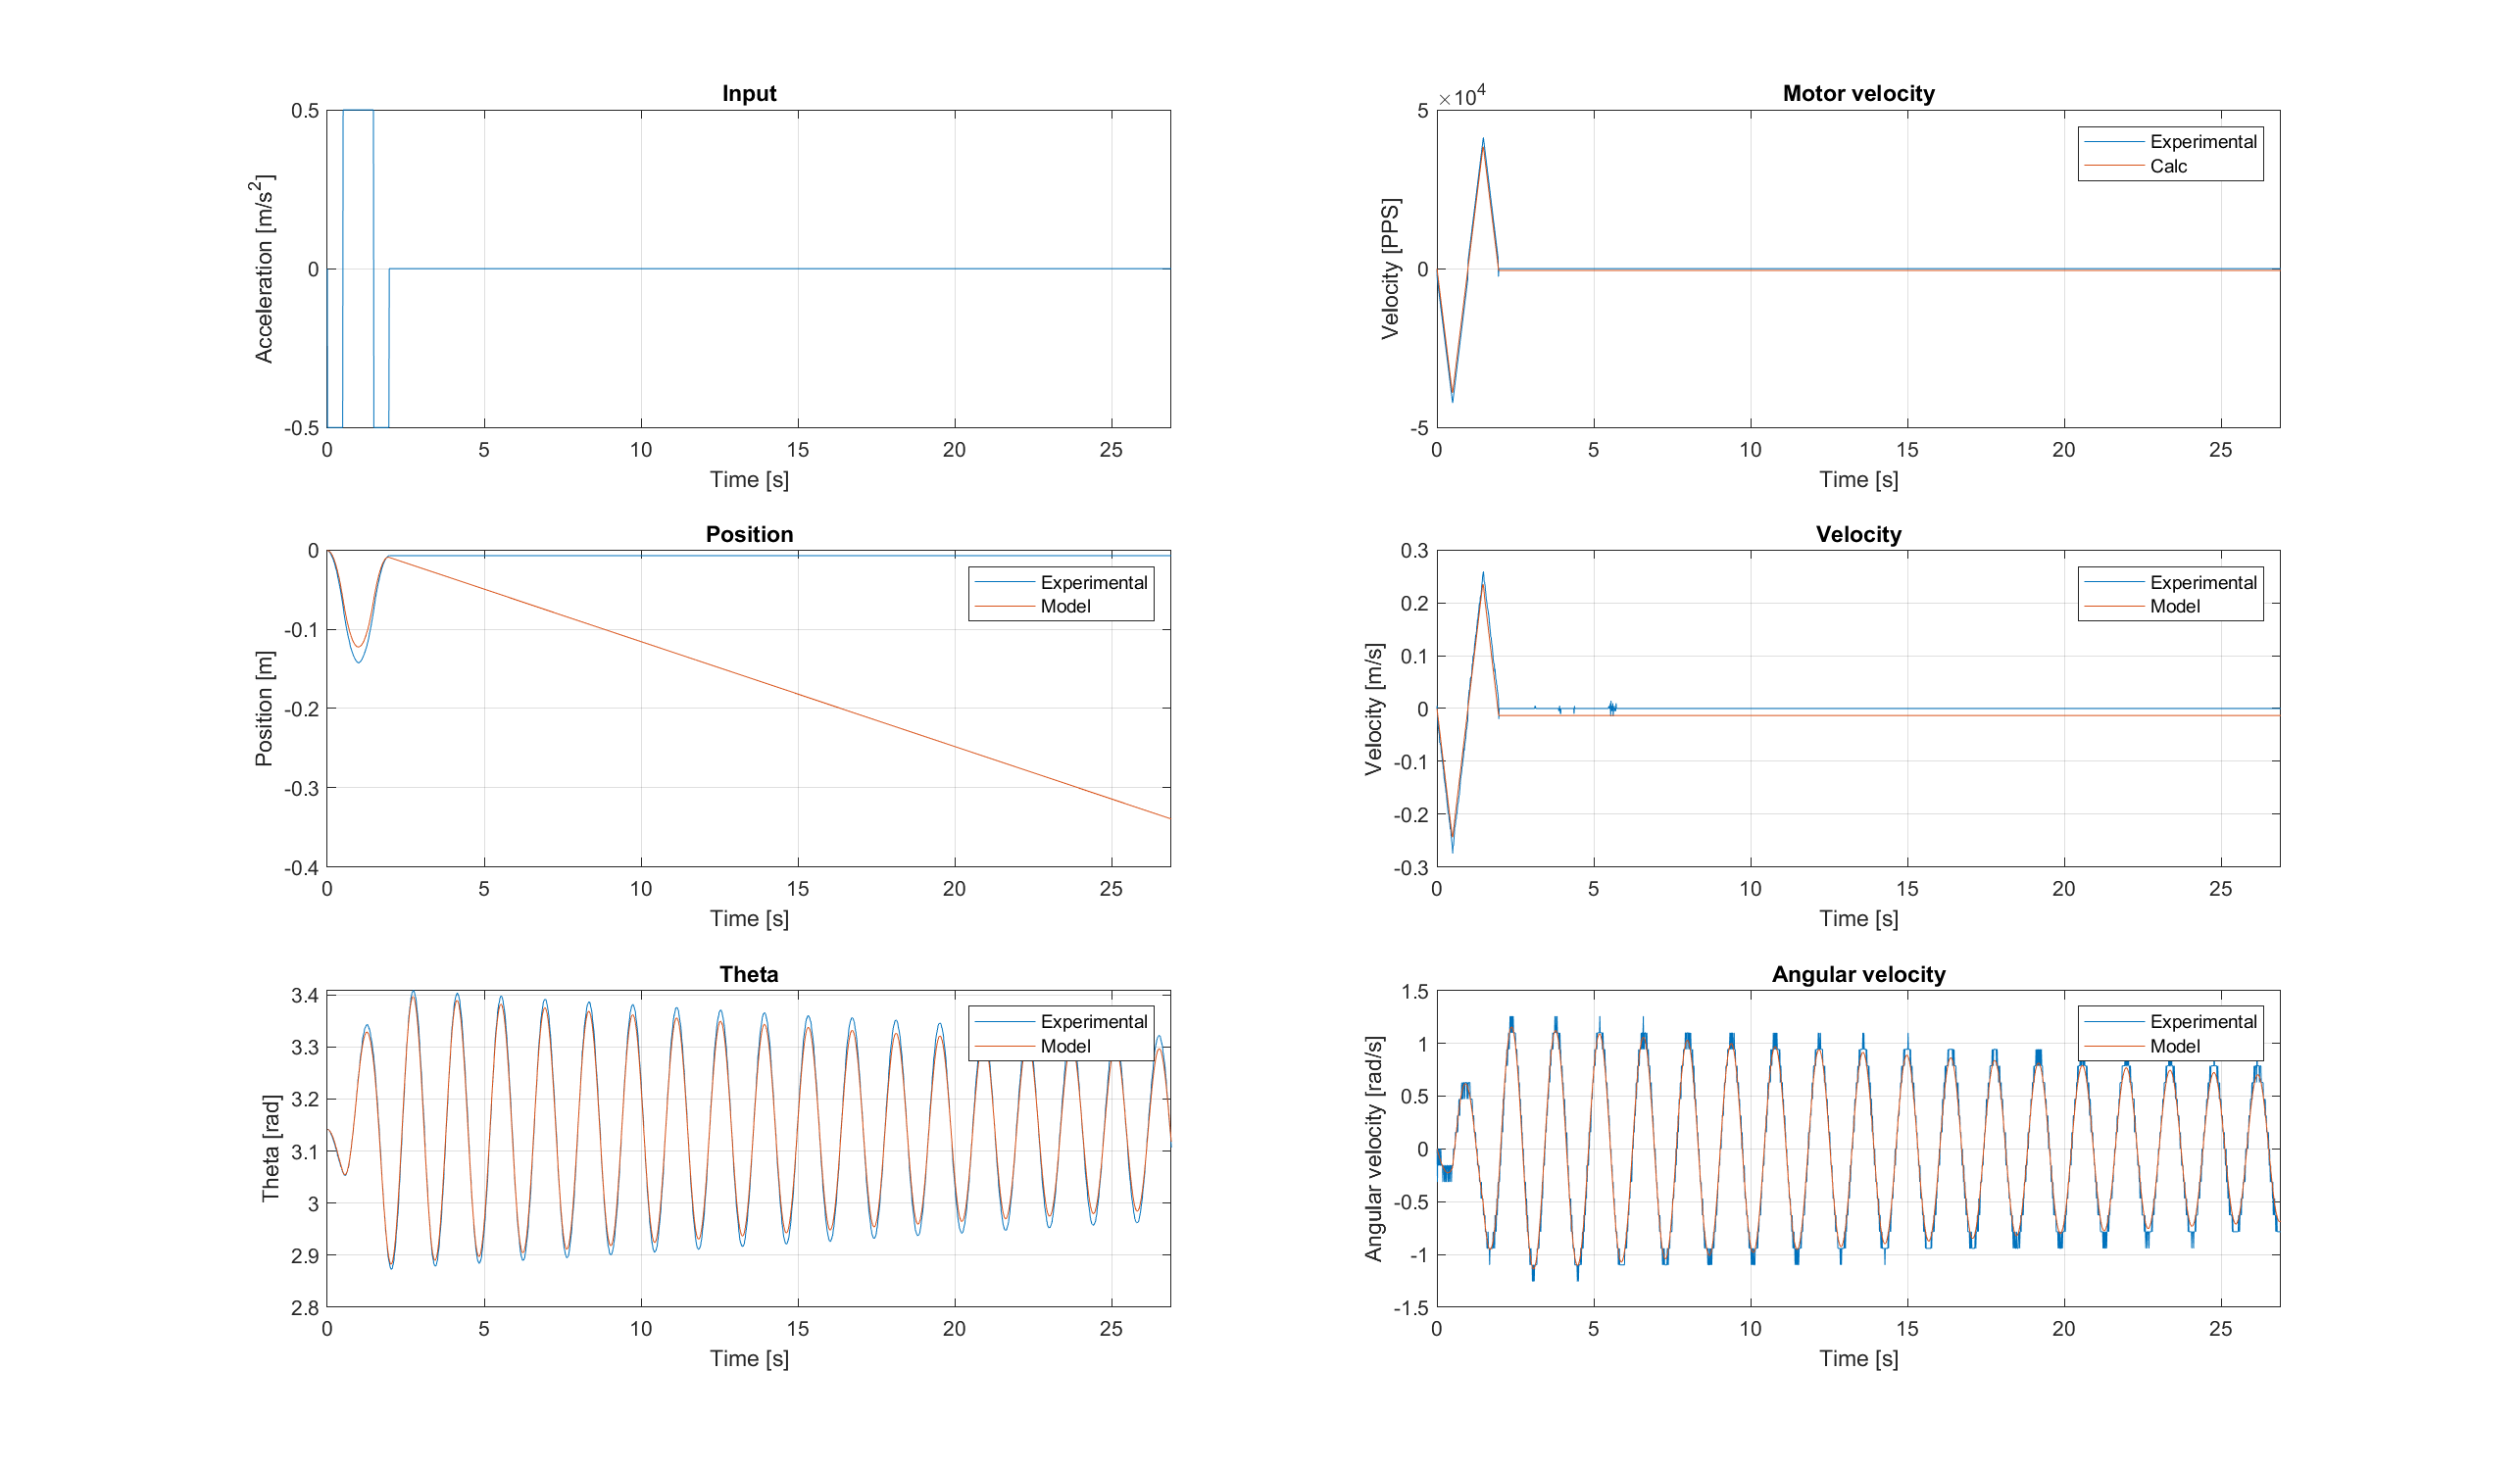 Input
0.5
0
-0.5
Acceleration [m/s2]
0 5 10 15 20 25
Time [s]
Motor velocity
×104
5
0
-5
Velocity [PPS]
Experimental
Calc
0 5 10 15 20 25
Time [s]
Position
0
-0.1
-0.2
-0.3
-0.4
Position [m]
Experimental
Model
0 5 10 15 20 25
Time [s]
Velocity
0.3
0.2
0.1
0
-0.1
-0.2
-0.3
Velocity [m/s]
Experimental
Model
0 5 10 15 20 25
Time [s]
Theta
3.4
3.3
3.2
3.1
3
2.9
2.8
Theta [rad]
Experimental
Model
0 5 10 15 20 25
Time [s]
Angular velocity
1.5
1
0.5
0
-0.5
-1
-1.5
Angular velocity [rad/s]
Experimental
Model
0 5 10 15 20 25
Time [s]